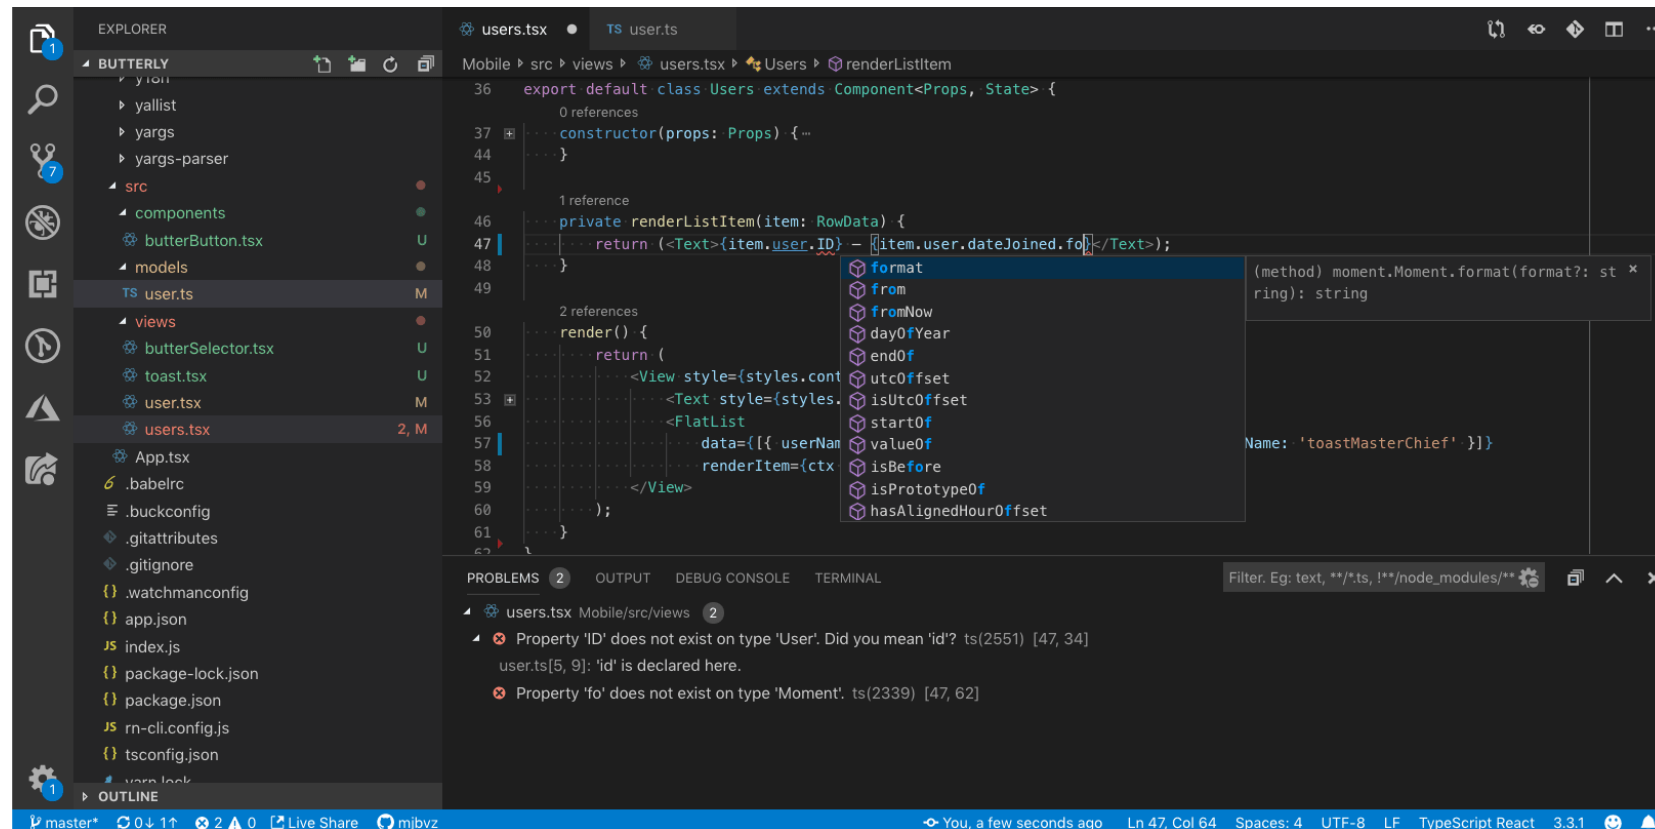 EXPLORER
users.tsx
TS user.ts
1
BUTTERLY
Mobile src views users.tsx Users renderListItem
yallist
yargs
yargs-parser
7
src
components
butterButton.tsx U
models
TS user.ts M
views
butterSelector.tsx U
toast.tsx U
user.tsx M
users.tsx 2, M
App.tsx
.babelrc
.buckconfig
.gitattributes
.gitignore
{} .watchmanconfig
{} app.json
JS index.js
{} package-lock.json
{} package.json
JS rn-cli.config.js
{} tsconfig.json
yarn.lock
1
OUTLINE
36 export default class Users extends Component<Props, State> {
0 references
37 constructor(props: Props) {⋯
44 }
45
1 reference
46 private renderListItem(item: RowData) {
47 return (<Text>{item.user.ID} – {item.user.dateJoined.fo}</Text>);
48 }
49
2 references
50 render() {
51 return (
52 <View style={styles.cont
53 <Text style={styles.
56 <FlatList
57 data={[{ userNam Name: 'toastMasterChief' }]}
58 renderItem={ctx
59 </View>
60 );
61 }
62 }
format
from
fromNow
dayOfYear
endOf
utcOffset
isUtcOffset
startOf
valueOf
isBefore
isPrototypeOf
hasAlignedHourOffset
(method) moment.Moment.format(format?: st
ring): string
PROBLEMS 2 OUTPUT DEBUG CONSOLE TERMINAL
Filter. Eg: text, **/*.ts, !**/node_modules/**
users.tsx Mobile/src/views 2
Property 'ID' does not exist on type 'User'. Did you mean 'id'? ts(2551) [47, 34]
user.ts[5, 9]: 'id' is declared here.
Property 'fo' does not exist on type 'Moment'. ts(2339) [47, 62]
master* 0↓ 1↑ 2 0 Live Share mjbvz
You, a few seconds ago Ln 47, Col 64 Spaces: 4 UTF-8 LF TypeScript React 3.3.1